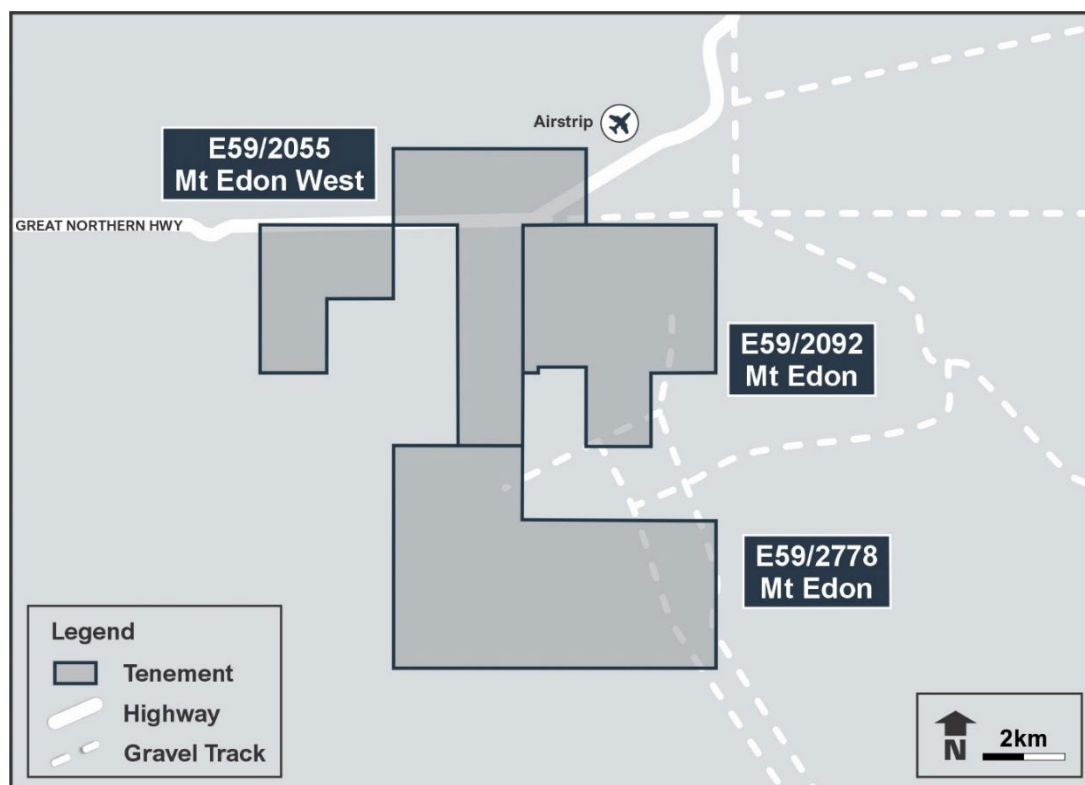 Airstrip
E59/2055
Mt Edon West
GREAT NORTHERN HWY
E59/2092
Mt Edon
E59/2778
Mt Edon
Legend
Tenement
Highway
Gravel Track
N
2km